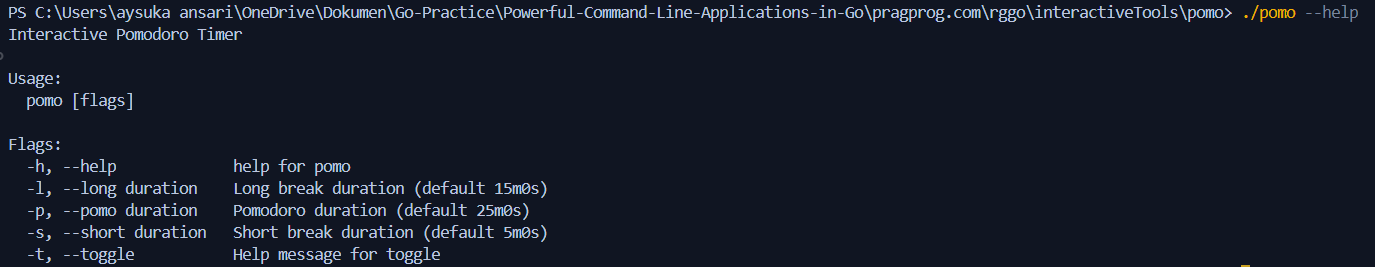 PS C:\Users\aysuka ansari\OneDrive\Dokumen\Go-Practice\Powerful-Command-Line-Applications-in-Go\pragprog.com\rggo\interactiveTools\pomo> ./pomo --help
Interactive Pomodoro Timer

Usage:
  pomo [flags]

Flags:
  -h, --help             help for pomo
  -l, --long duration    Long break duration (default 15m0s)
  -p, --pomo duration    Pomodoro duration (default 25m0s)
  -s, --short duration   Short break duration (default 5m0s)
  -t, --toggle           Help message for toggle